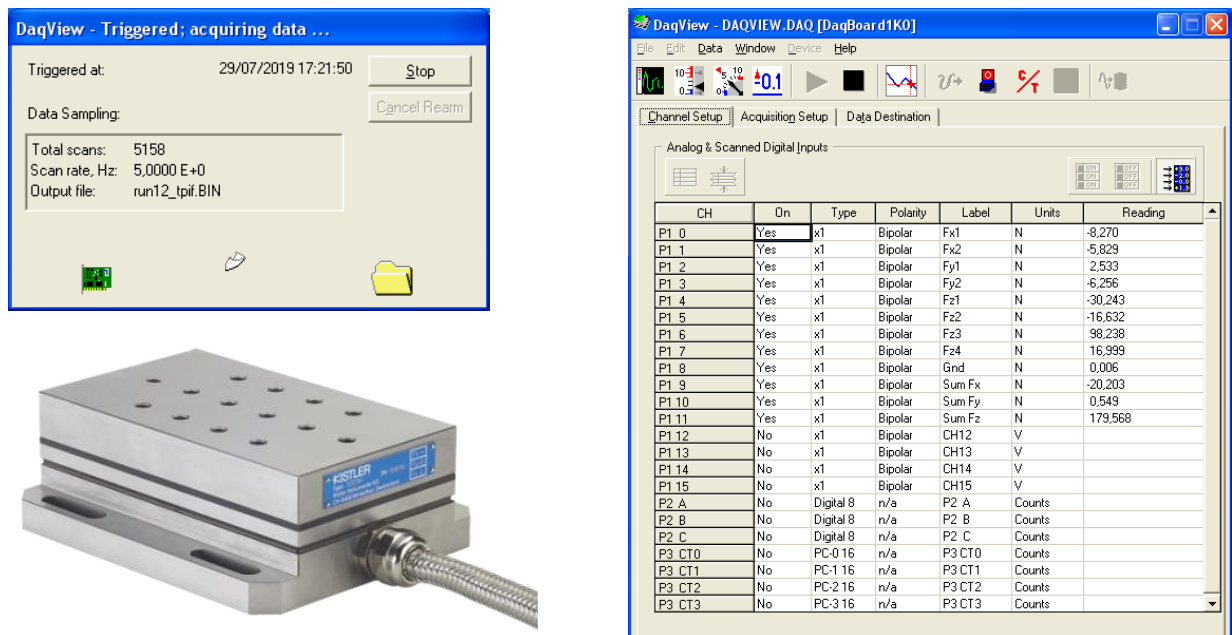 DaqView - Triggered; acquiring data ...
Triggered at: 29/07/2019 17:21:50 Stop
Cancel Rearm
Data Sampling:
Total scans: 5158
Scan rate, Hz: 5,0000 E+0
Output file: run12_tpif.BIN
KISTLER
DaqView - DAQVIEW.DAQ [DaqBoard1K0]
File Edit Data Window Device Help
Channel Setup Acquisition Setup Data Destination
Analog & Scanned Digital Inputs
CH On Type Polarity Label Units Reading
P1 0 Yes x1 Bipolar Fx1 N -8,270
P1 1 Yes x1 Bipolar Fx2 N -5,829
P1 2 Yes x1 Bipolar Fy1 N 2,533
P1 3 Yes x1 Bipolar Fy2 N -6,256
P1 4 Yes x1 Bipolar Fz1 N -30,243
P1 5 Yes x1 Bipolar Fz2 N -16,632
P1 6 Yes x1 Bipolar Fz3 N 98,238
P1 7 Yes x1 Bipolar Fz4 N 16,999
P1 8 Yes x1 Bipolar Gnd N 0,006
P1 9 Yes x1 Bipolar Sum Fx N -20,203
P1 10 Yes x1 Bipolar Sum Fy N 0,549
P1 11 Yes x1 Bipolar Sum Fz N 179,568
P1 12 No x1 Bipolar CH12 V
P1 13 No x1 Bipolar CH13 V
P1 14 No x1 Bipolar CH14 V
P1 15 No x1 Bipolar CH15 V
P2 A No Digital 8 n/a P2 A Counts
P2 B No Digital 8 n/a P2 B Counts
P2 C No Digital 8 n/a P2 C Counts
P3 CT0 No PC-0 16 n/a P3 CT0 Counts
P3 CT1 No PC-1 16 n/a P3 CT1 Counts
P3 CT2 No PC-2 16 n/a P3 CT2 Counts
P3 CT3 No PC-3 16 n/a P3 CT3 Counts